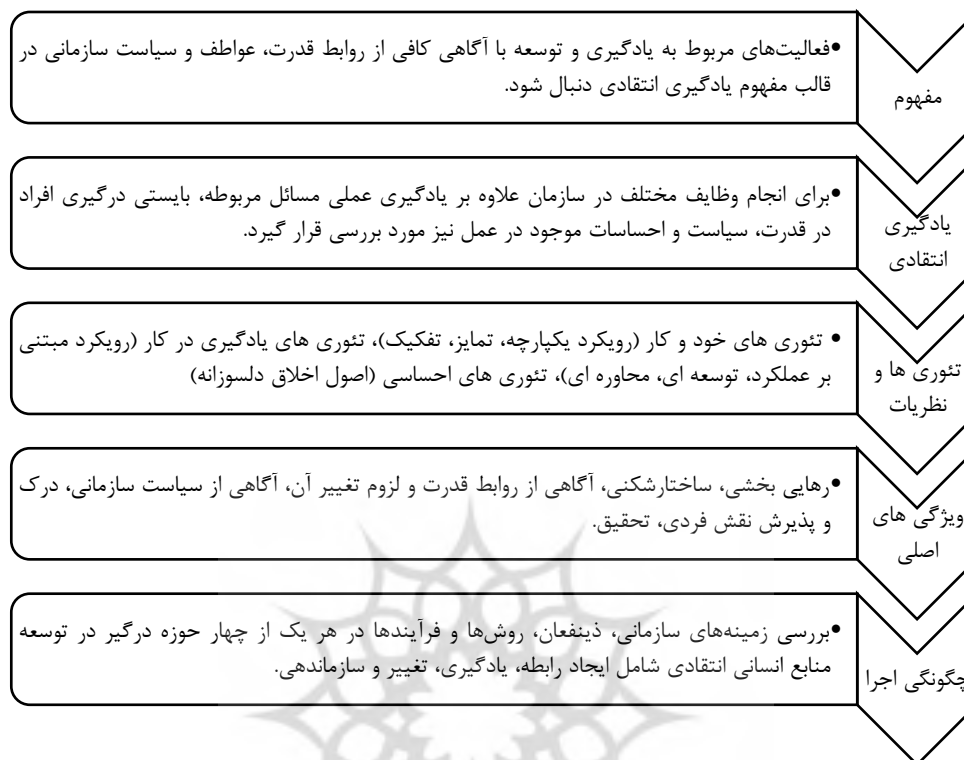 مفهوم
•فعالیت‌های مربوط به یادگیری و توسعه با آگاهی کافی از روابط قدرت، عواطف و سیاست سازمانی در
قالب مفهوم یادگیری انتقادی دنبال شود.
یادگیری
انتقادی
•برای انجام وظایف مختلف در سازمان علاوه بر یادگیری عملی مسائل مربوطه، بایستی درگیری افراد
در قدرت، سیاست و احساسات موجود در عمل نیز مورد بررسی قرار گیرد.
تئوری ها و
نظریات
• تئوری های خود و کار (رویکرد یکپارچه، تمایز، تفکیک)، تئوری های یادگیری در کار (رویکرد مبتنی
بر عملکرد، توسعه ای، محاوره ای)، تئوری های احساسی (اصول اخلاق دلسوزانه)
ویژگی های
اصلی
•رهایی بخشی، ساختارشکنی، آگاهی از روابط قدرت و لزوم تغییر آن، آگاهی از سیاست سازمانی، درک
و پذیرش نقش فردی، تحقیق.
چگونگی اجرا
•بررسی زمینه‌های سازمانی، ذینفعان، روش‌ها و فرآیندها در هر یک از چهار حوزه درگیر در توسعه
منابع انسانی انتقادی شامل ایجاد رابطه، یادگیری، تغییر و سازماندهی.